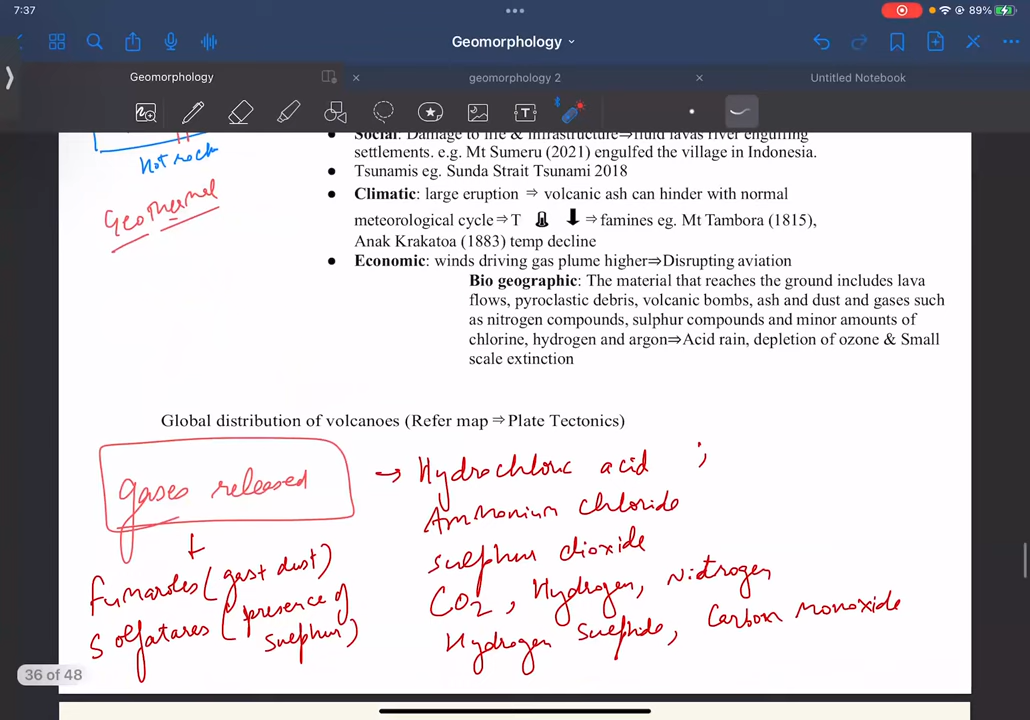 7:37
89%
Geomorphology
Geomorphology
geomorphology 2
Untitled Notebook
Hot rock
Geothermal
Social: Damage to life & infrastructure⇒fluid lavas river engulfing
settlements. e.g. Mt Sumeru (2021) engulfed the village in Indonesia.
Tsunamis eg. Sunda Strait Tsunami 2018
Climatic: large eruption ⇒ volcanic ash can hinder with normal
meteorological cycle⇒T ⇒famines eg. Mt Tambora (1815),
Anak Krakatoa (1883) temp decline
Economic: winds driving gas plume higher⇒Disrupting aviation
Bio geographic: The material that reaches the ground includes lava
flows, pyroclastic debris, volcanic bombs, ash and dust and gases such
as nitrogen compounds, sulphur compounds and minor amounts of
chlorine, hydrogen and argon⇒Acid rain, depletion of ozone & Small
scale extinction
Global distribution of volcanoes (Refer map ⇒Plate Tectonics)
gases released
→ Hydrochloric acid ;
Ammonium chloride
Sulphur dioxide
CO2, Hydrogen, Nitrogen
Hydrogen Sulphide, Carbon monoxide
Fumaroles (gas+ dust)
Solfatares (presence of
sulphur)
36 of 48